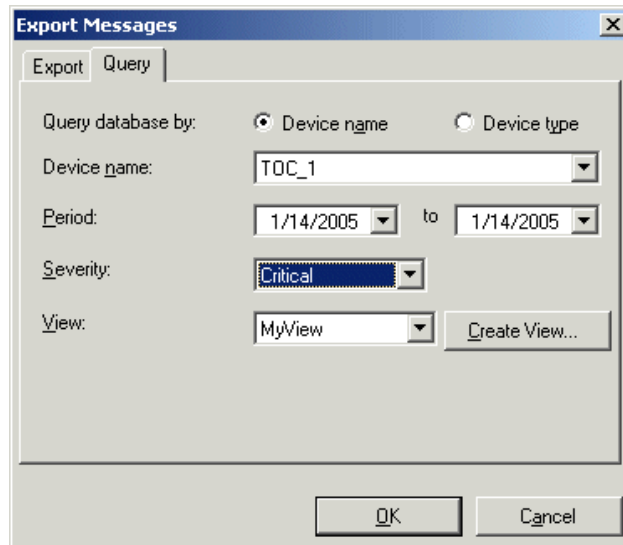 Export Messages
Export Query
Query database by: Device name Device type
Device name: TOC_1
Period: 1/14/2005 to 1/14/2005
Severity: Critical
View: MyView Create View...
OK Cancel